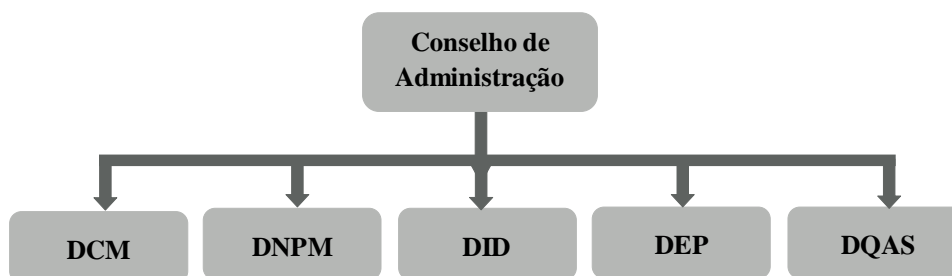 Conselho de
Administração
DCM
DNPM
DID
DEP
DQAS